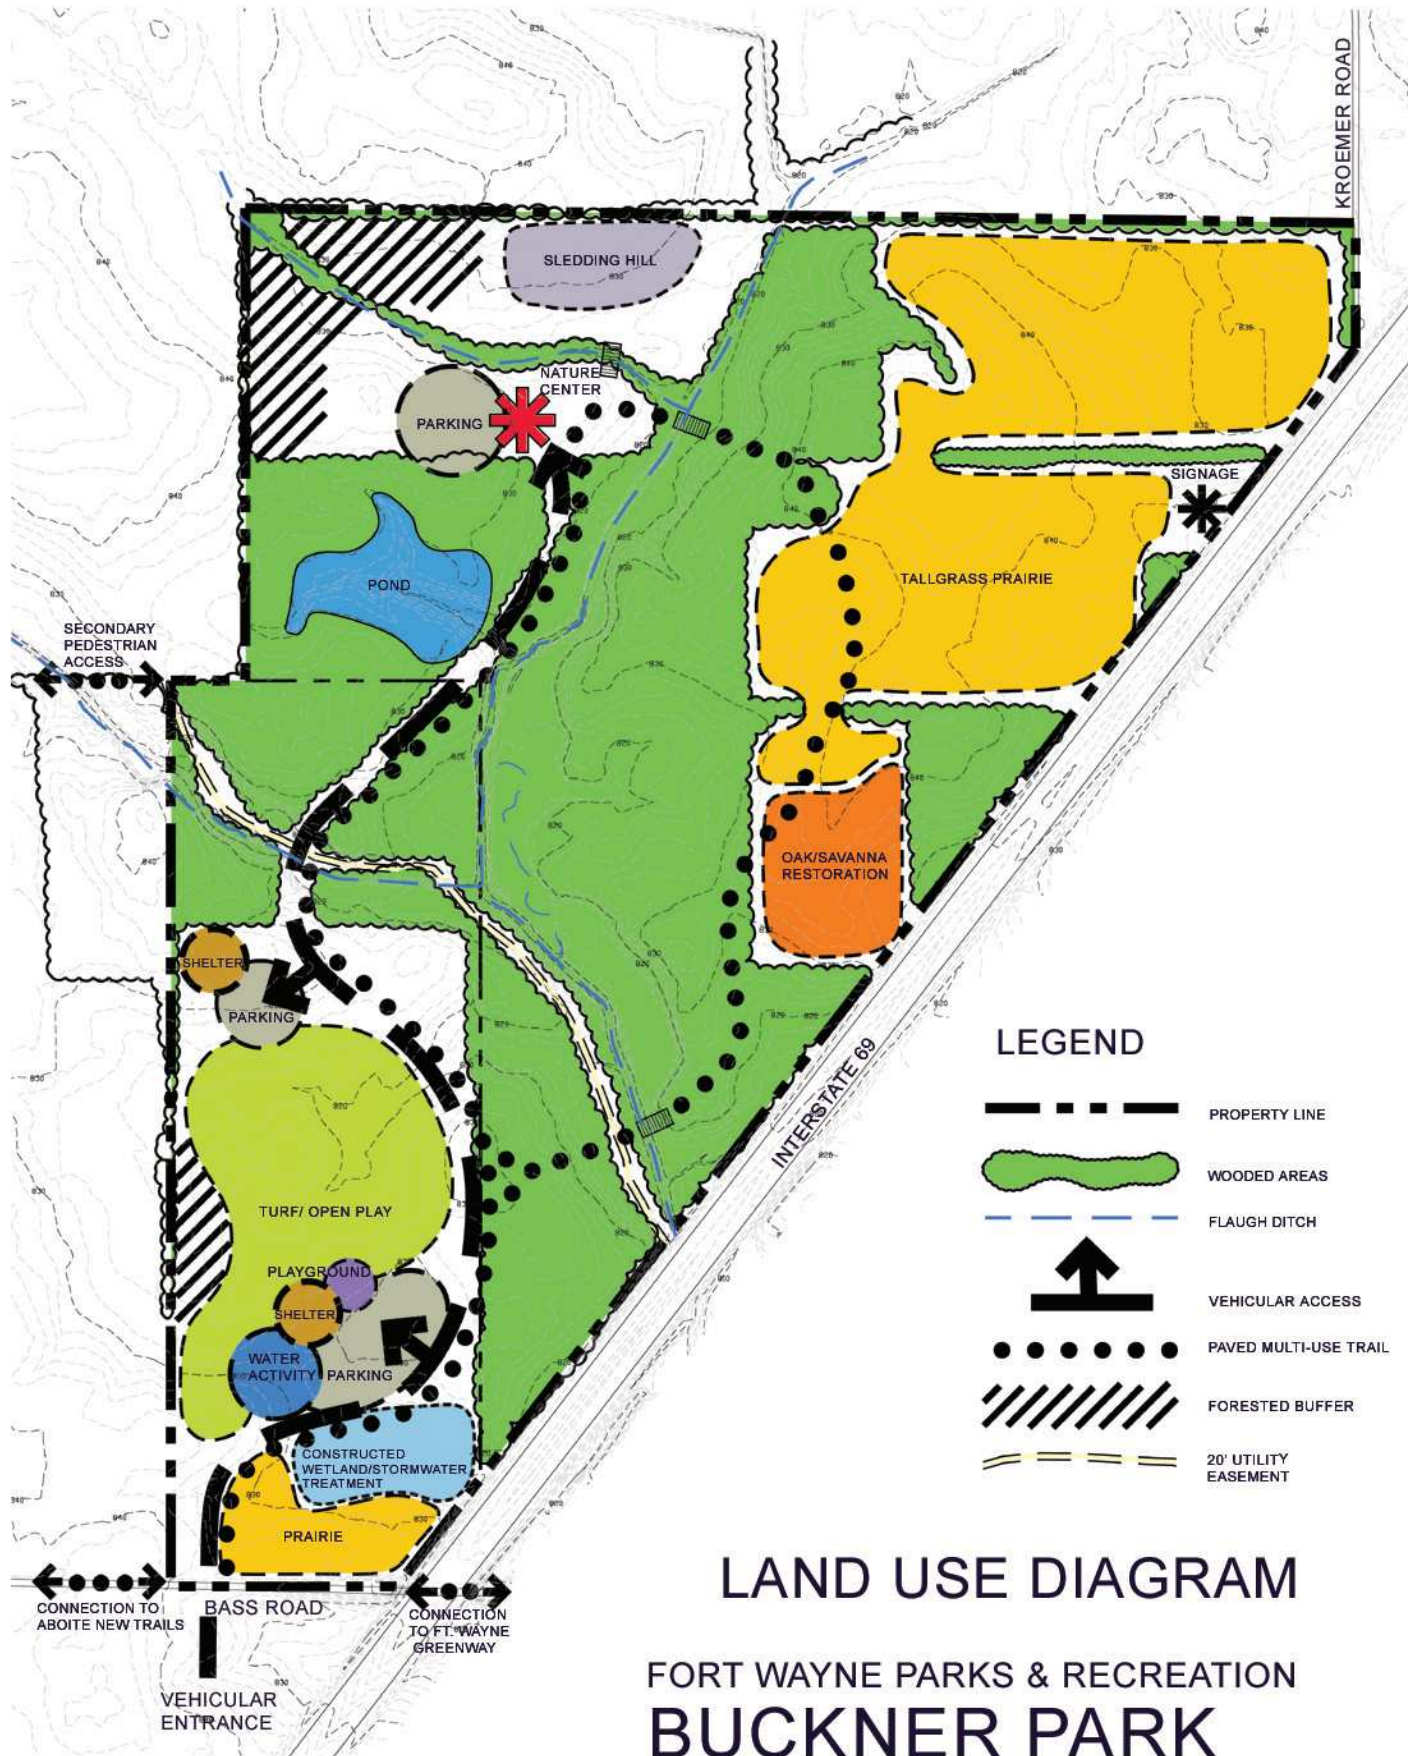 KROEMER ROAD
SLEDDING HILL
NATURE
CENTER
PARKING
SIGNAGE
POND
TALLGRASS PRAIRIE
SECONDARY
PEDESTRIAN
ACCESS
OAK/SAVANNA
RESTORATION
SHELTER
PARKING
INTERSTATE 69
TURF/ OPEN PLAY
PLAYGROUND
SHELTER
WATER
ACTIVITY
PARKING
CONSTRUCTED
WETLAND/STORMWATER
TREATMENT
PRAIRIE
CONNECTION TO
ABOITE NEW TRAILS
BASS ROAD
CONNECTION
TO FT. WAYNE
GREENWAY
VEHICULAR
ENTRANCE
LEGEND
PROPERTY LINE
WOODED AREAS
FLAUGH DITCH
VEHICULAR ACCESS
PAVED MULTI-USE TRAIL
FORESTED BUFFER
20' UTILITY
EASEMENT
LAND USE DIAGRAM
FORT WAYNE PARKS & RECREATION
BUCKNER PARK